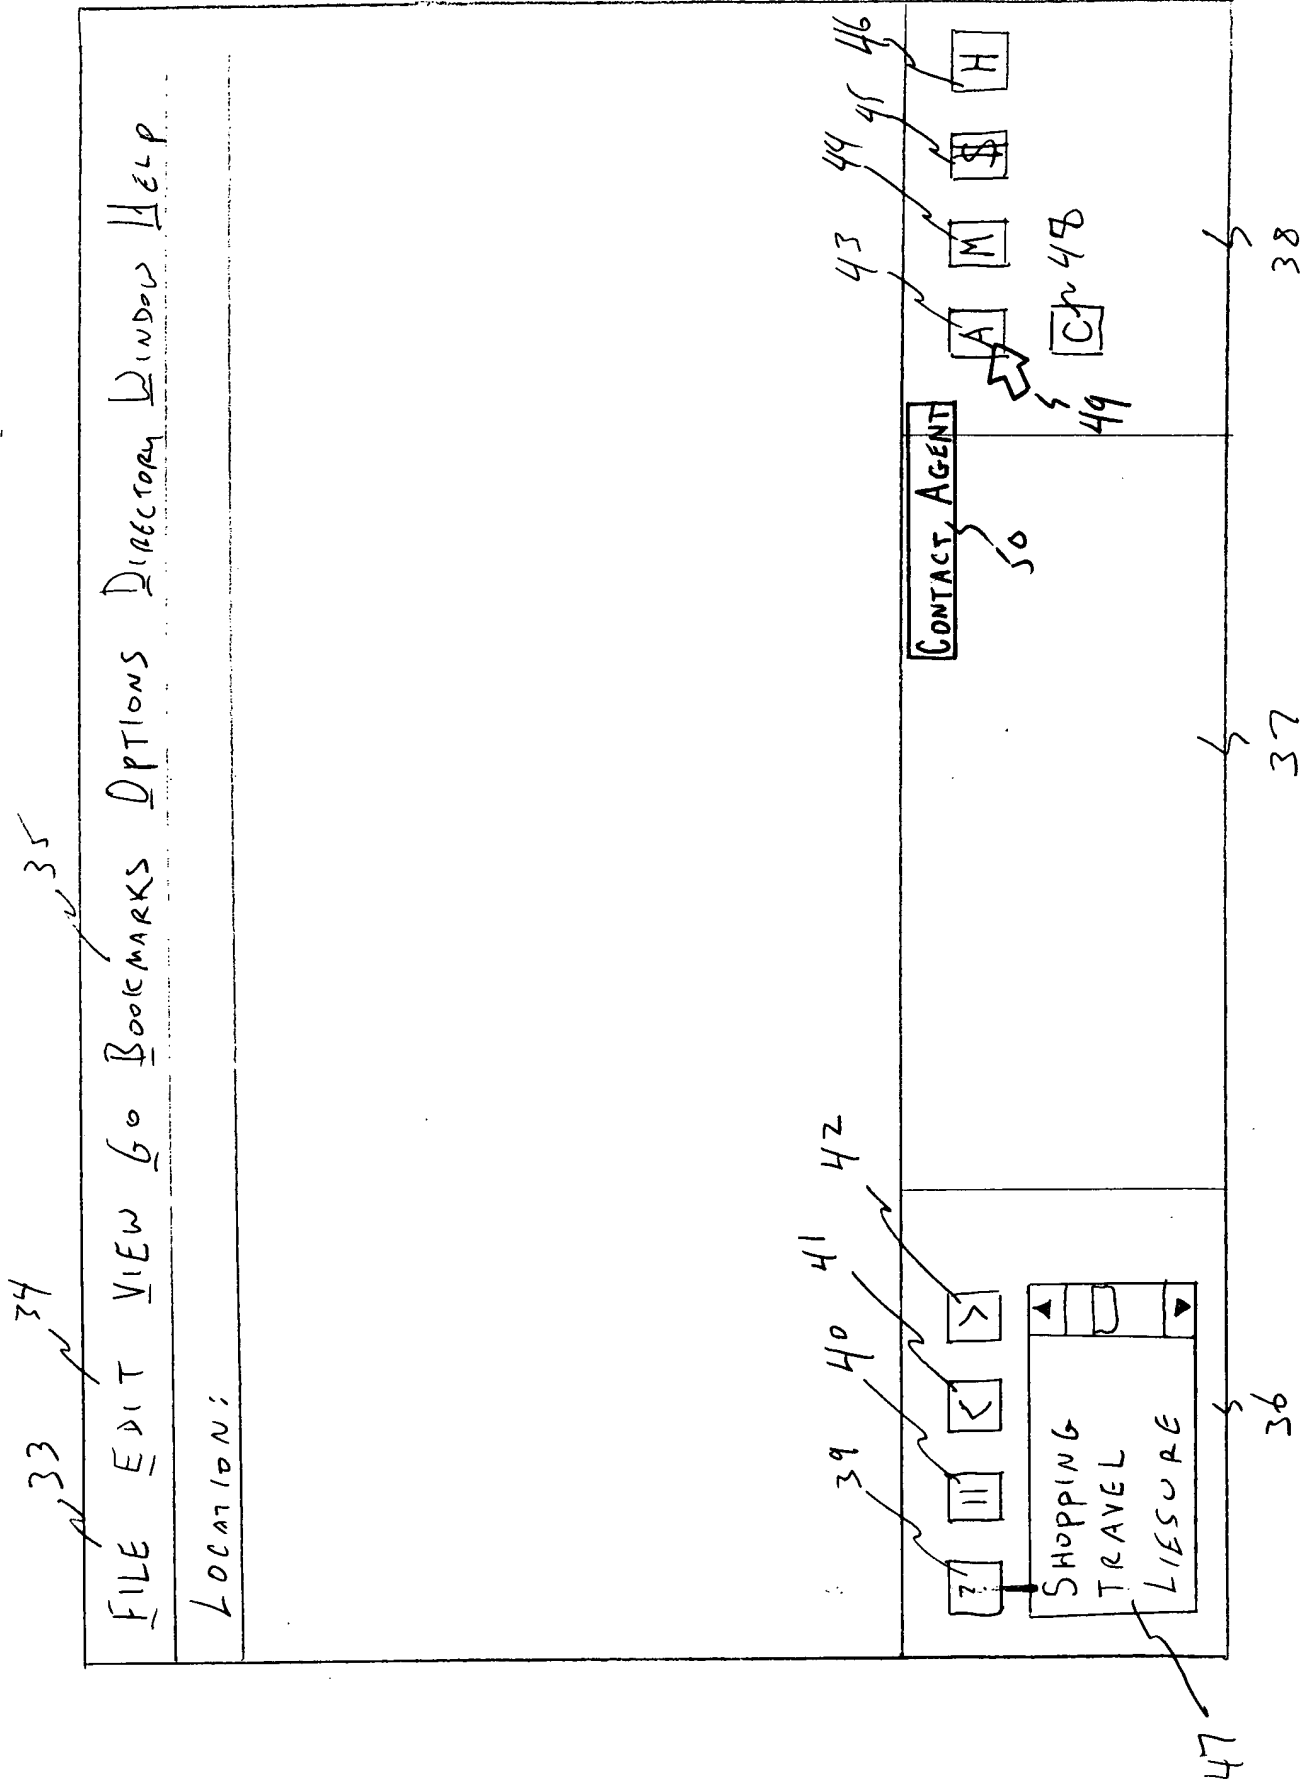 33 34 35
FILE EDIT VIEW GO BOOKMARKS OPTIONS DIRECTORY WINDOW HELP
LOCATION:
39 40 41 42 43 44 45 46
CONTACT, AGENT
? ||| < > A M $ H
50
49
C 48
SHOPPING
TRAVEL
LIESURE
47 36 37 38